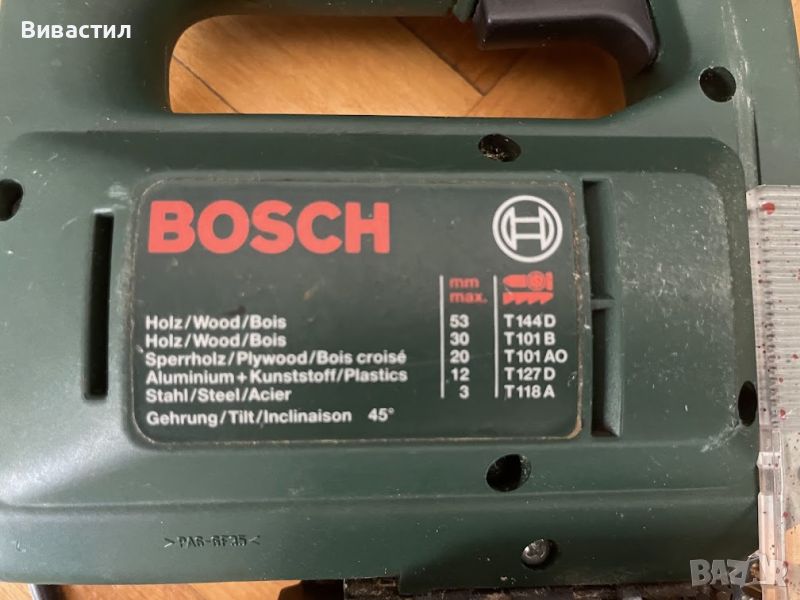 Вивастил
BOSCH
mm
max.
Holz/Wood/Bois 53 T144D
Holz/Wood/Bois 30 T101B
Sperrholz/Plywood/Bois croisé 20 T101AO
Aluminium+Kunststoff/Plastics 12 T127D
Stahl/Steel/Acier 3 T118A
Gehrung/Tilt/Inclinaison 45°
>PA6-GF35<
BAZAR